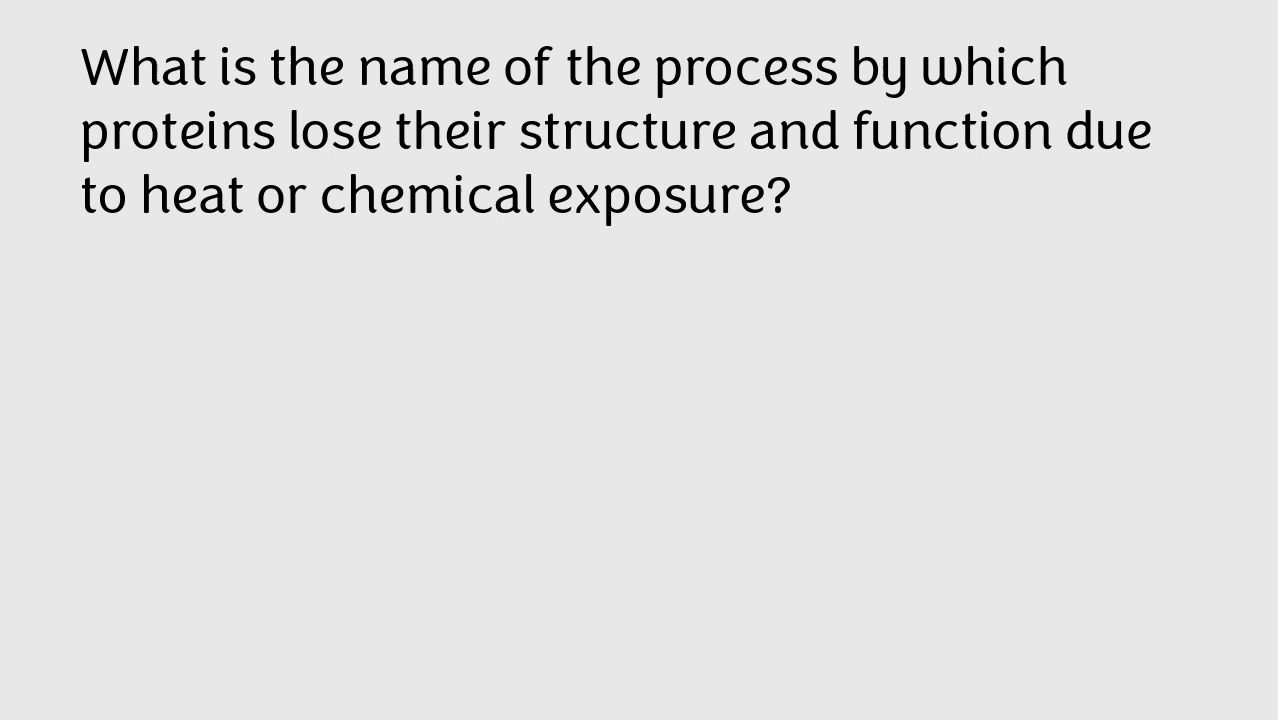 What is the name of the process by which
proteins lose their structure and function due
to heat or chemical exposure?